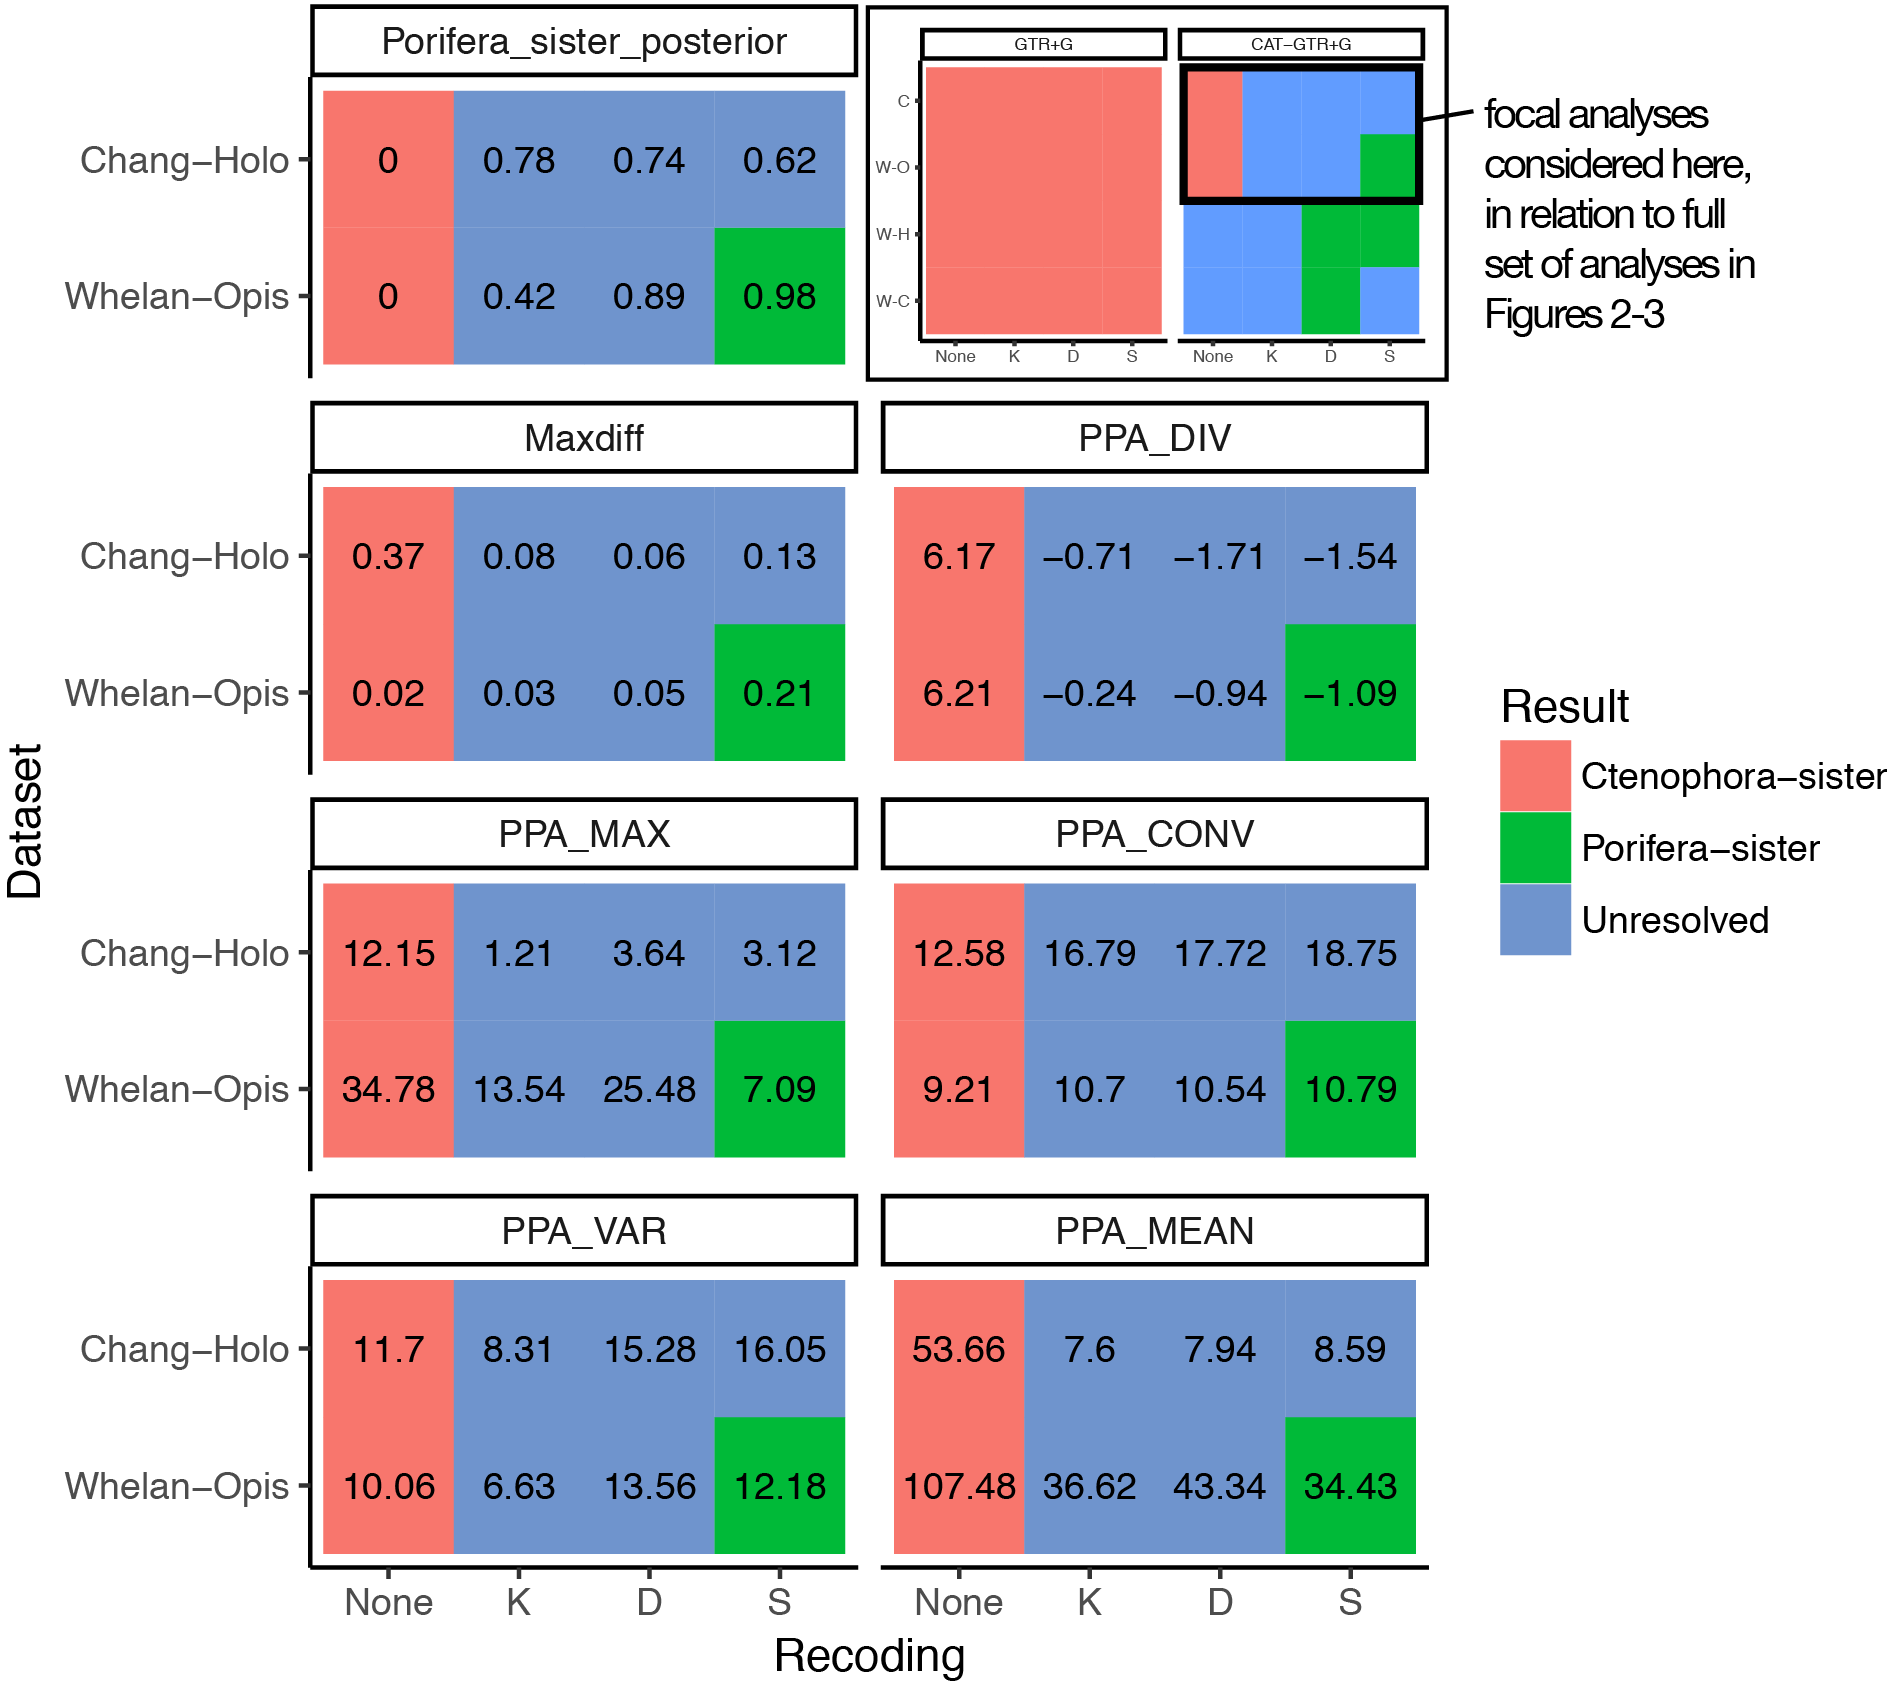 Porifera_sister_posterior
Chang−Holo 0 0.78 0.74 0.62
Whelan−Opis 0 0.42 0.89 0.98
GTR+G CAT−GTR+G
C
W-O
W-H
W-C
None K D S None K D S
focal analyses
considered here,
in relation to full
set of analyses in
Figures 2-3
Maxdiff PPA_DIV
Chang−Holo 0.37 0.08 0.06 0.13 6.17 −0.71 −1.71 −1.54
Whelan−Opis 0.02 0.03 0.05 0.21 6.21 −0.24 −0.94 −1.09
PPA_MAX PPA_CONV
Chang−Holo 12.15 1.21 3.64 3.12 12.58 16.79 17.72 18.75
Whelan−Opis 34.78 13.54 25.48 7.09 9.21 10.7 10.54 10.79
PPA_VAR PPA_MEAN
Chang−Holo 11.7 8.31 15.28 16.05 53.66 7.6 7.94 8.59
Whelan−Opis 10.06 6.63 13.56 12.18 107.48 36.62 43.34 34.43
None K D S None K D S
Recoding
Dataset
Result
Ctenophora−sister
Porifera−sister
Unresolved